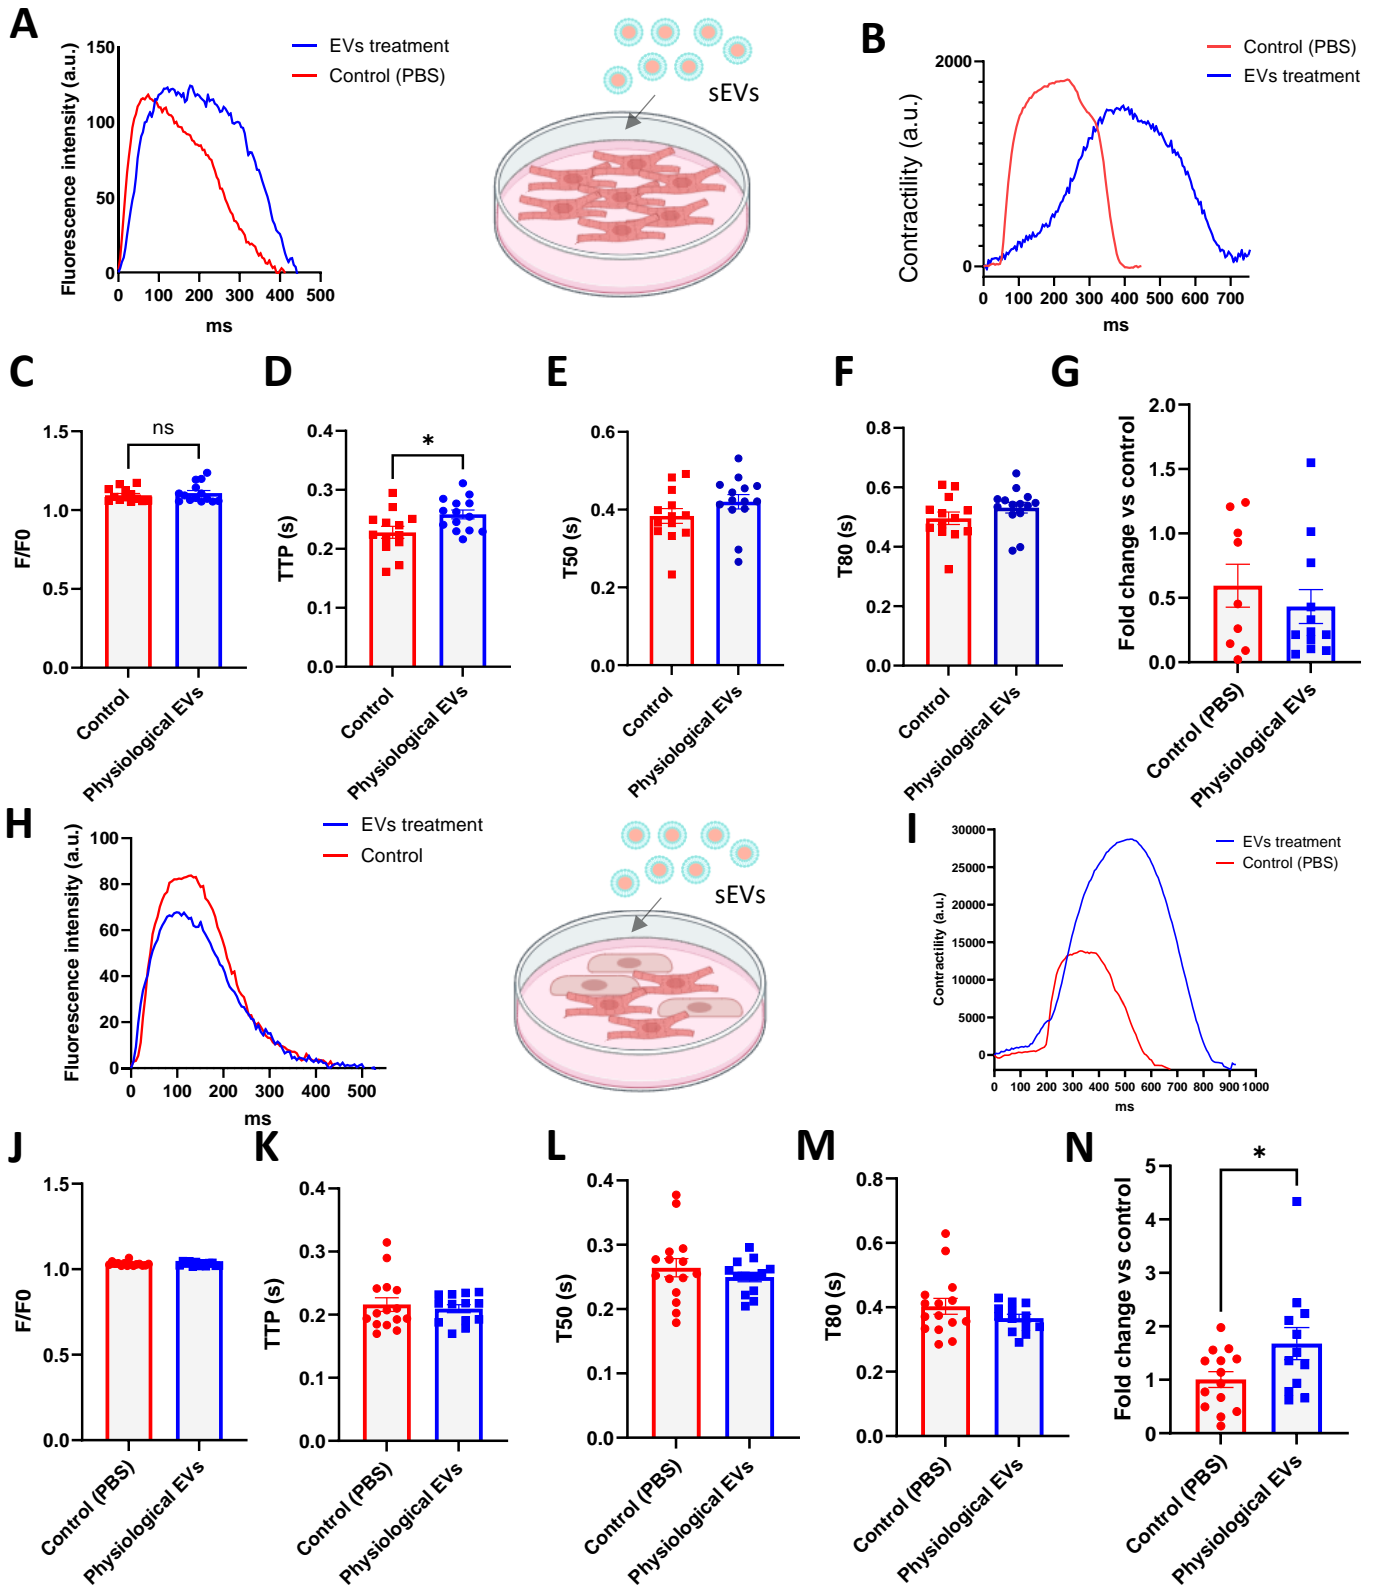 A
Fluorescence intensity (a.u.)
150
100
50
0
0 100 200 300 400 500
ms
EVs treatment
Control (PBS)
sEVs
B
Contractility (a.u.)
2000
0
0 100 200 300 400 500 600 700
ms
Control (PBS)
EVs treatment
C
F/F0
1.5
1.0
0.5
0.0
ns
Control
Physiological EVs
D
TTP (s)
0.4
0.3
0.2
0.1
0.0
*
Control
Physiological EVs
E
T50 (s)
0.6
0.4
0.2
0.0
Control
Physiological EVs
F
T80 (s)
0.8
0.6
0.4
0.2
0.0
Control
Physiological EVs
G
Fold change vs control
2.0
1.5
1.0
0.5
0.0
Control (PBS)
Physiological EVs
H
Fluorescence intensity (a.u.)
100
80
60
40
20
0
0 100 200 300 400 500
ms
EVs treatment
Control
sEVs
I
Contractility (a.u.)
30000
25000
20000
15000
10000
5000
0
0 100 200 300 400 500 600 700 800 900 1000
ms
EVs treatment
Control (PBS)
J
F/F0
1.5
1.0
0.5
0.0
Control (PBS)
Physiological EVs
K
TTP (s)
0.4
0.3
0.2
0.1
0.0
Control (PBS)
Physiological EVs
L
T50 (s)
0.4
0.3
0.2
0.1
0.0
Control (PBS)
Physiological EVs
M
T80 (s)
0.8
0.6
0.4
0.2
0.0
Control (PBS)
Physiological EVs
N
Fold change vs control
5
4
3
2
1
0
*
Control (PBS)
Physiological EVs